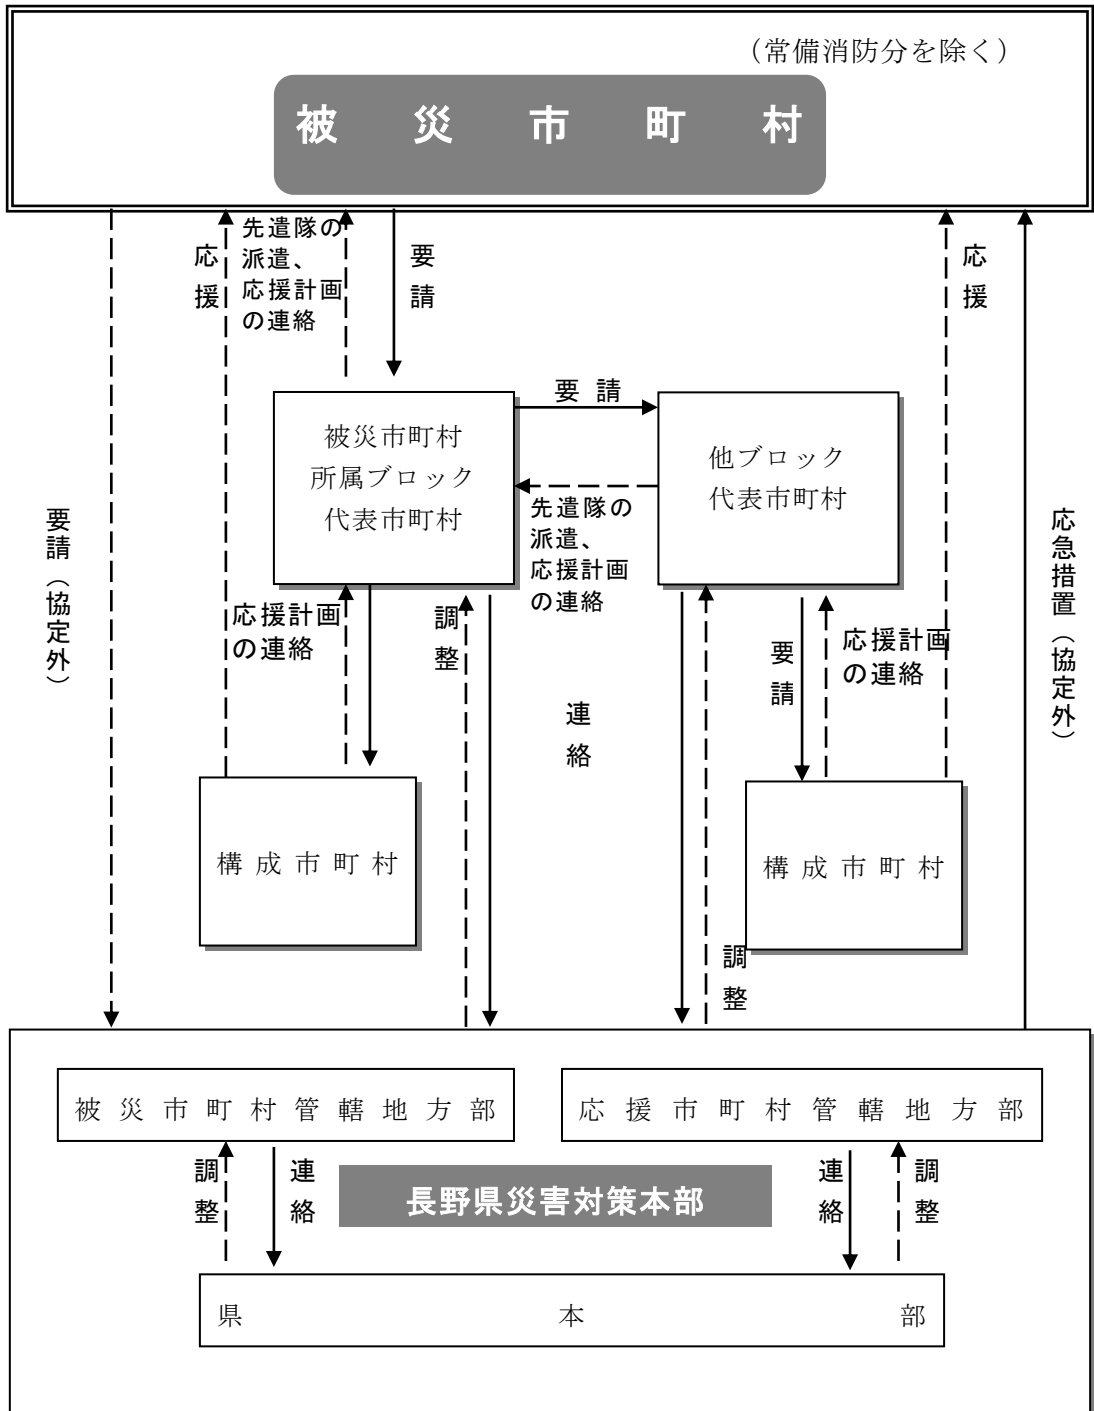 （常備消防分を除く）
被災市町村
応援
先遣隊の
派遣、
応援計画
の連絡
要請
応援
要請
被災市町村
所属ブロック
代表市町村
他ブロック
代表市町村
先遣隊の
派遣、
応援計画
の連絡
要請（協定外）
応急措置（協定外）
応援計画
の連絡
調整
連絡
要請
応援計画
の連絡
構成市町村
構成市町村
調整
被災市町村管轄地方部
応援市町村管轄地方部
調整
連絡
長野県災害対策本部
連絡
調整
県本部